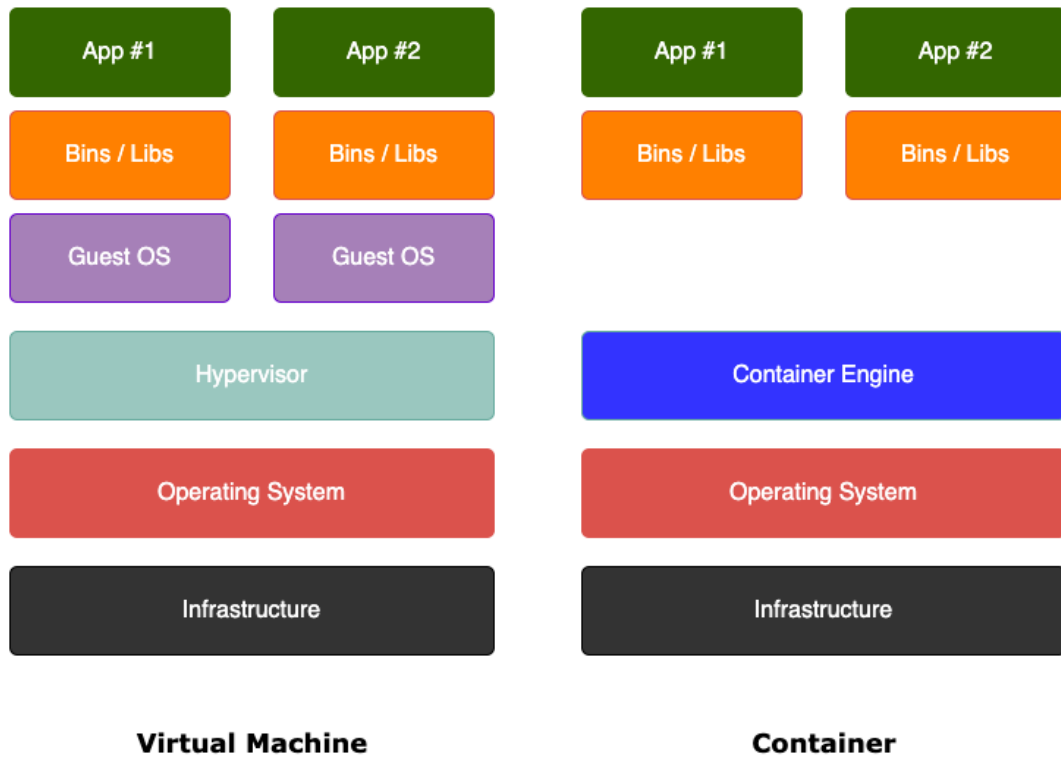 App #1
App #2
App #1
App #2
Bins / Libs
Bins / Libs
Bins / Libs
Bins / Libs
Guest OS
Guest OS
Hypervisor
Container Engine
Operating System
Operating System
Infrastructure
Infrastructure
Virtual Machine
Container